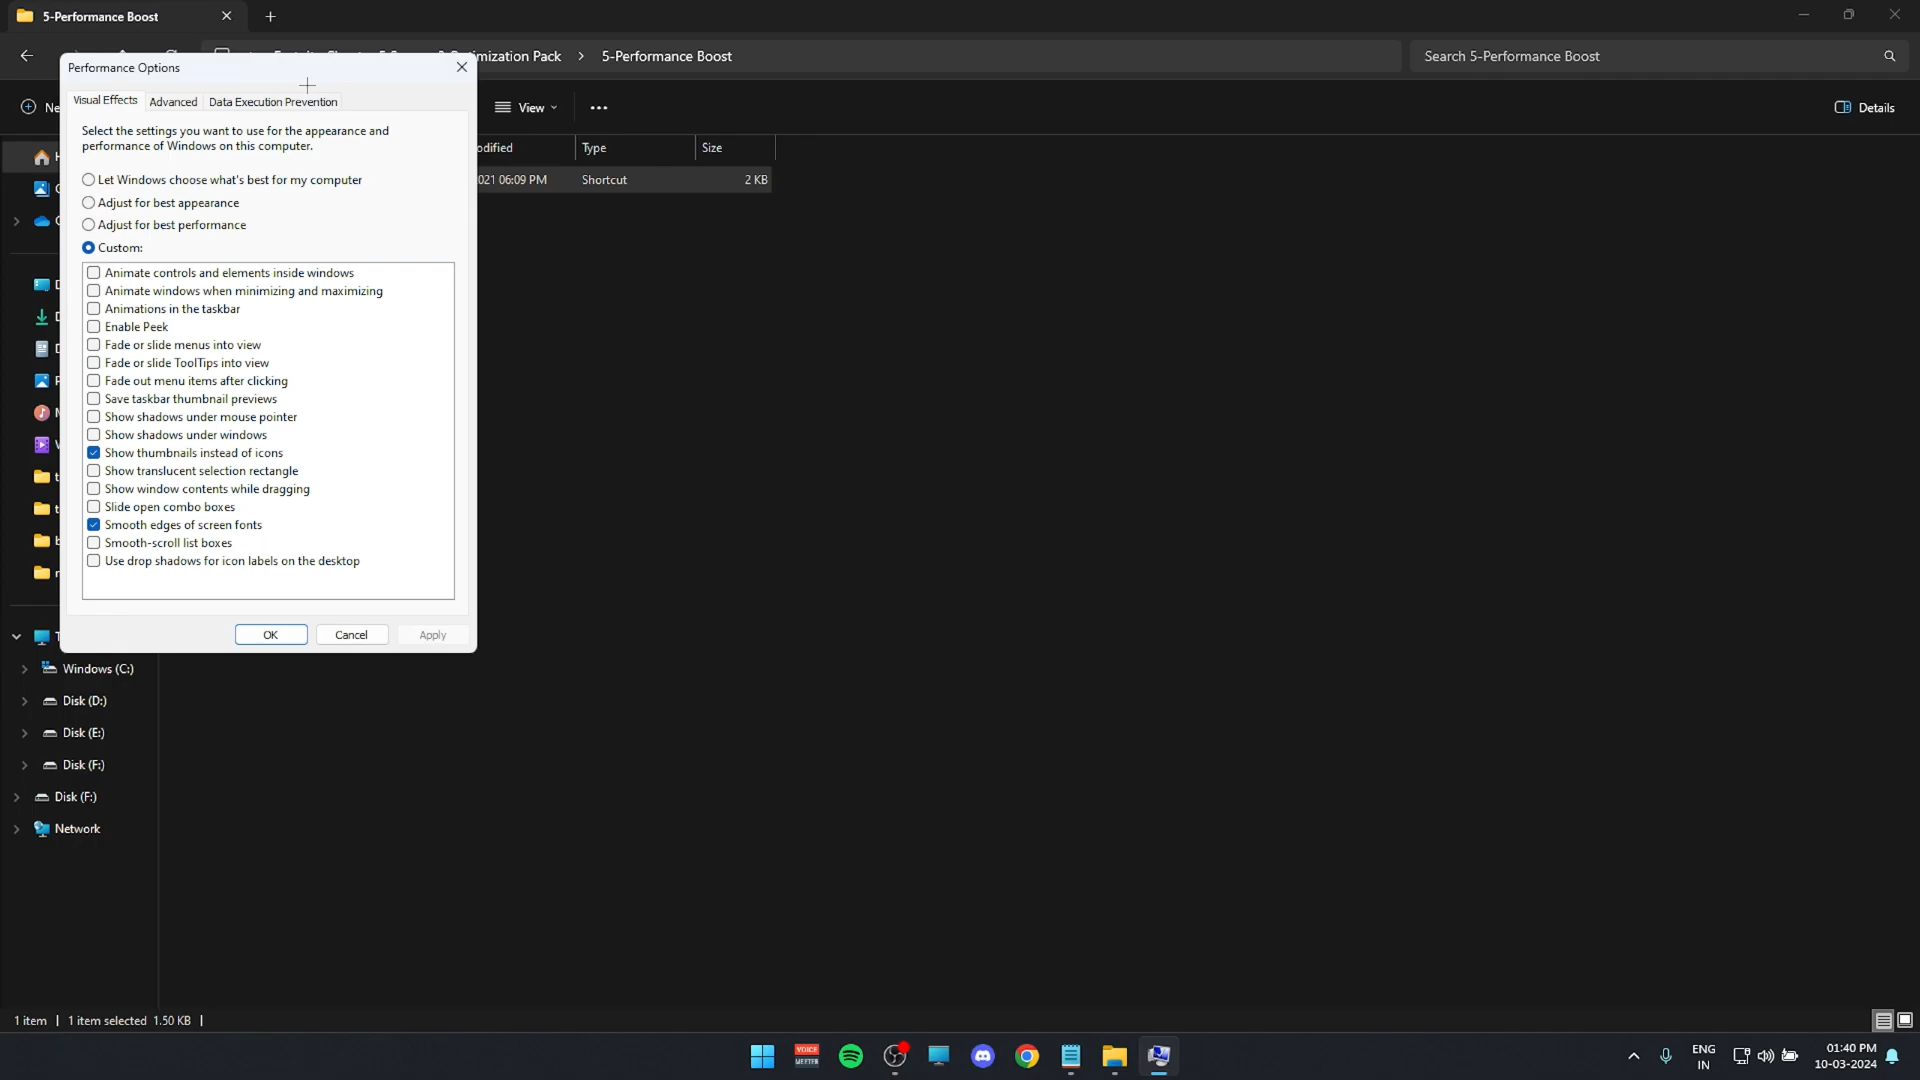 5-Performance Boost
mization Pack
5-Performance Boost
Search 5-Performance Boost
Performance Options
View
Details
Visual Effects
Advanced
Data Execution Prevention
Select the settings you want to use for the appearance and
performance of Windows on this computer.
odified
Type
Size
021 06:09 PM
Shortcut
2 KB
Let Windows choose what's best for my computer
Adjust for best appearance
Adjust for best performance
Custom:
Animate controls and elements inside windows
Animate windows when minimizing and maximizing
Animations in the taskbar
Enable Peek
Fade or slide menus into view
Fade or slide ToolTips into view
Fade out menu items after clicking
Save taskbar thumbnail previews
Show shadows under mouse pointer
Show shadows under windows
Show thumbnails instead of icons
Show translucent selection rectangle
Show window contents while dragging
Slide open combo boxes
Smooth edges of screen fonts
Smooth-scroll list boxes
Use drop shadows for icon labels on the desktop
OK
Cancel
Apply
Windows (C:)
Disk (D:)
Disk (E:)
Disk (F:)
Disk (F:)
Network
1 item
1 item selected 1.50 KB
VOICE
MEETER
ENG
IN
01:40 PM
10-03-2024